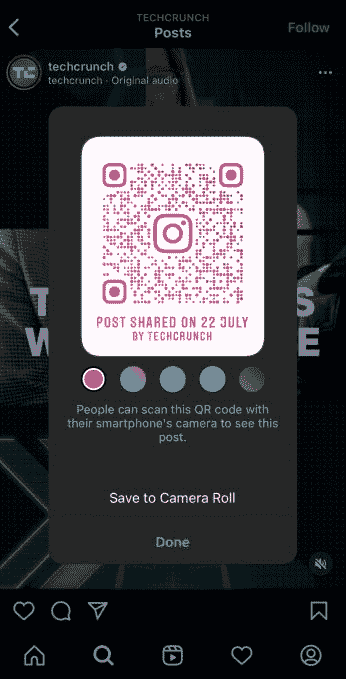 TECHCRUNCH
Posts
Follow
techcrunch
techcrunch · Original audio
POST SHARED ON 22 JULY
BY TECHCRUNCH
People can scan this QR code with
their smartphone's camera to see this
post.
Save to Camera Roll
Done